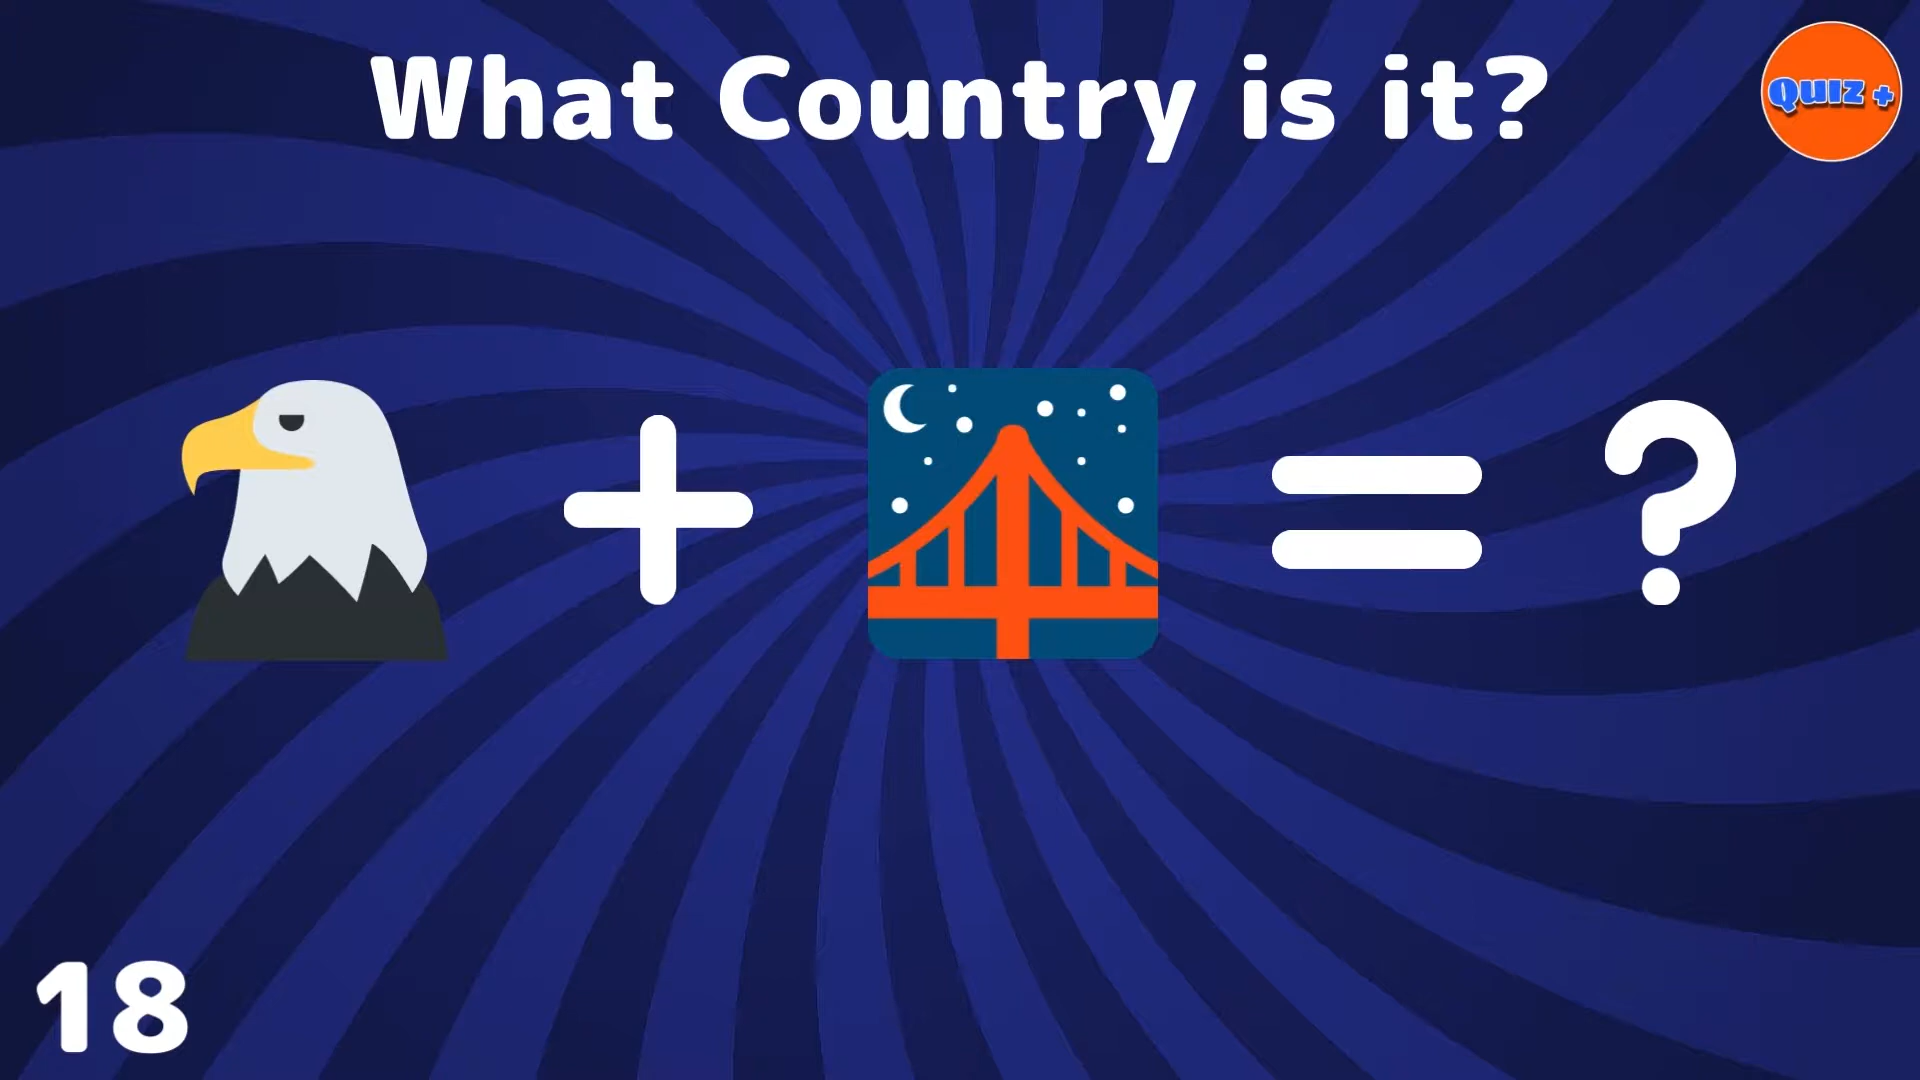 What Country is it?
Quiz +
+ = ?
18